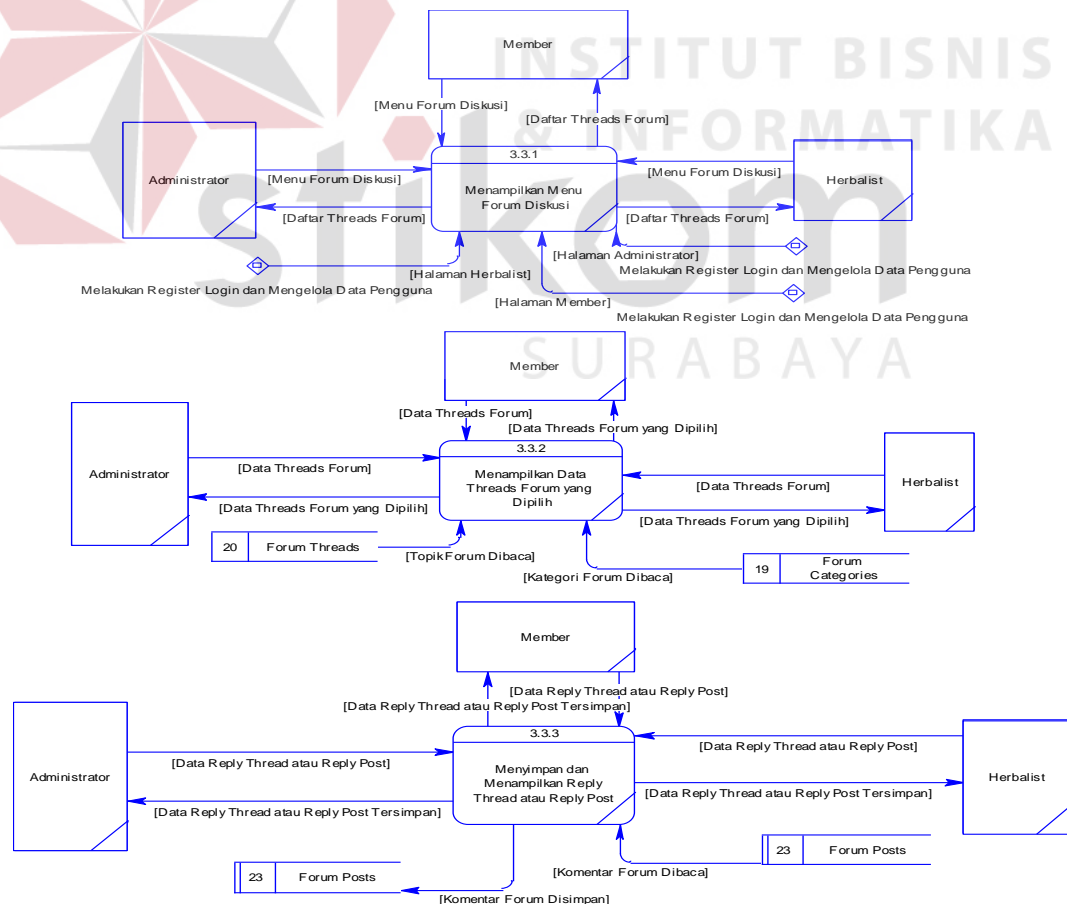 INSTITUT BISNIS
& INFORMATIKA
stikom
SURABAYA
Member
[Menu Forum Diskusi]
[Daftar Threads Forum]
Administrator
[Menu Forum Diskusi]
[Daftar Threads Forum]
3.3.1
Menampilkan Menu
Forum Diskusi
[Menu Forum Diskusi]
[Daftar Threads Forum]
Herbalist
[Halaman Herbalist]
Melakukan Register Login dan Mengelola Data Pengguna
[Halaman Administrator]
Melakukan Register Login dan Mengelola Data Pengguna
[Halaman Member]
Melakukan Register Login dan Mengelola Data Pengguna
Member
[Data Threads Forum]
[Data Threads Forum yang Dipilih]
Administrator
[Data Threads Forum]
[Data Threads Forum yang Dipilih]
3.3.2
Menampilkan Data
Threads Forum yang
Dipilih
[Data Threads Forum]
[Data Threads Forum yang Dipilih]
Herbalist
20
Forum Threads
[Topik Forum Dibaca]
[Kategori Forum Dibaca]
19
Forum
Categories
Member
[Data Reply Thread atau Reply Post]
[Data Reply Thread atau Reply Post Tersimpan]
Administrator
[Data Reply Thread atau Reply Post]
[Data Reply Thread atau Reply Post Tersimpan]
3.3.3
Menyimpan dan
Menampilkan Reply
Thread atau Reply Post
[Data Reply Thread atau Reply Post]
[Data Reply Thread atau Reply Post Tersimpan]
Herbalist
23
Forum Posts
[Komentar Forum Disimpan]
[Komentar Forum Dibaca]
23
Forum Posts